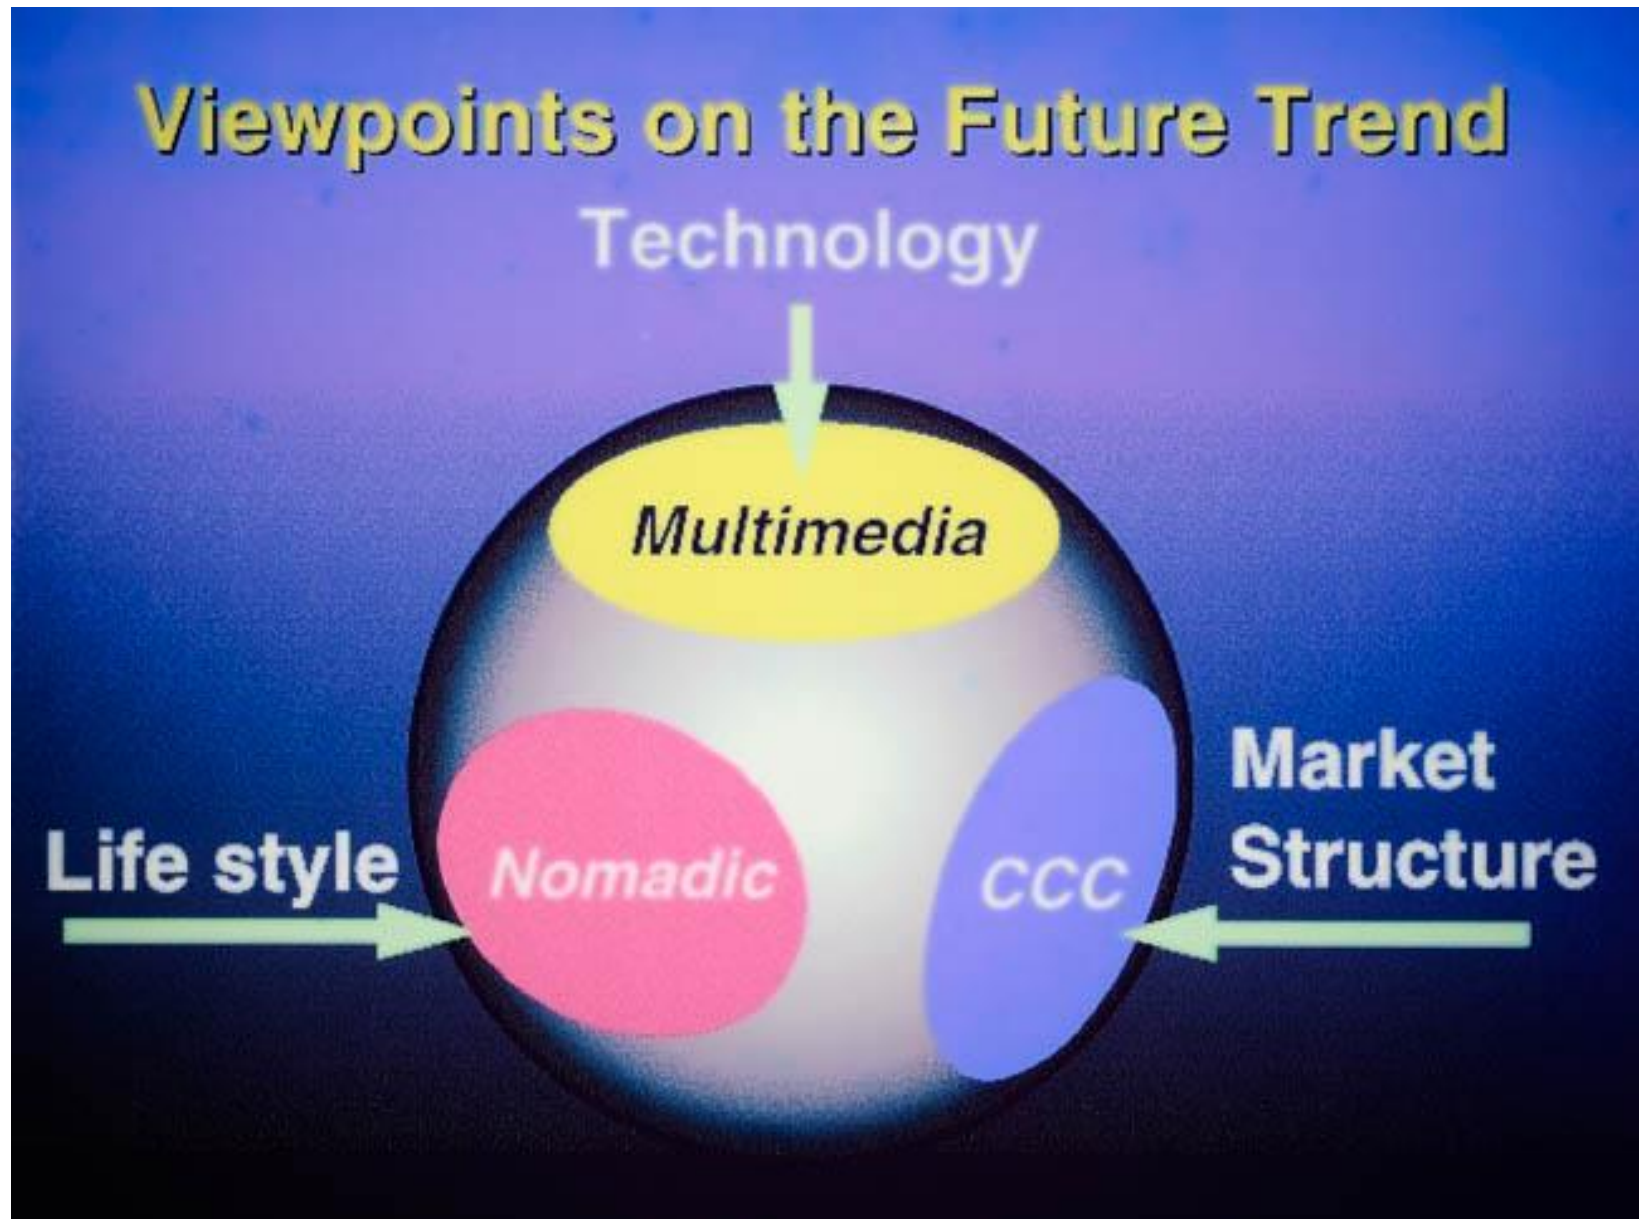 Viewpoints on the Future Trend
Technology
Multimedia
Life style
Nomadic
CCC
Market
Structure